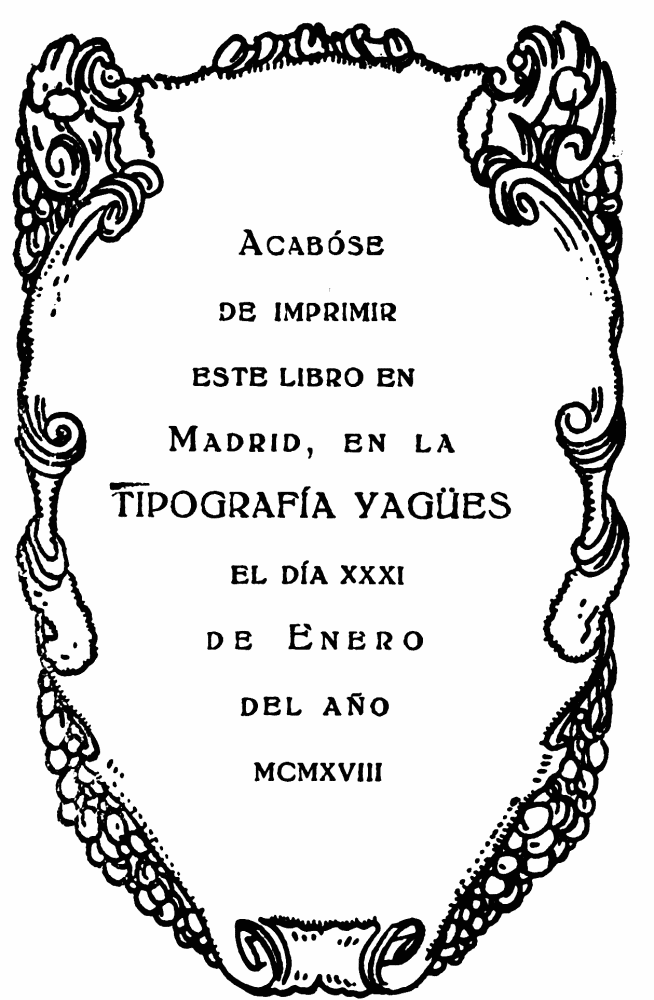 Acabóse
de imprimir
este libro en
Madrid, en la
Tipografía Yagües
el día XXXI
de Enero
del año
MCMXVIII